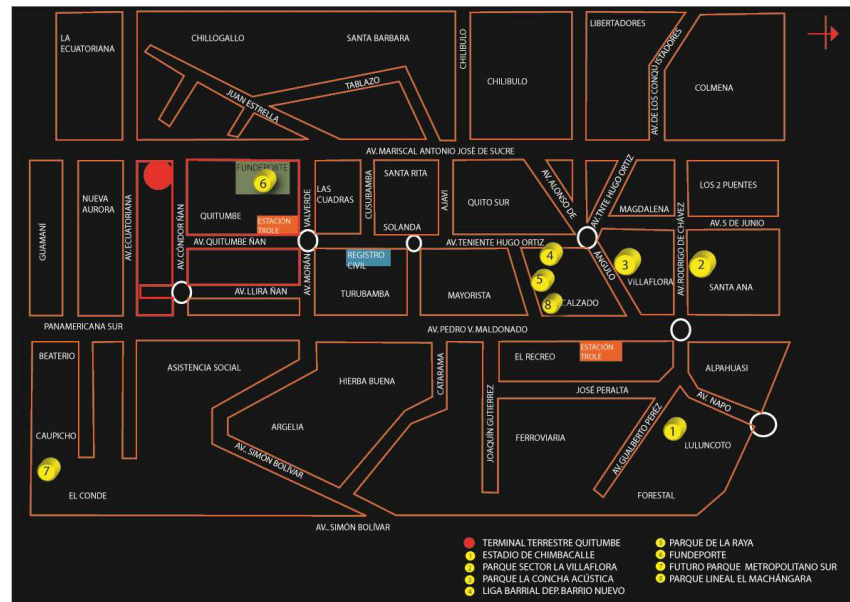 LA
ECUATORIANA
CHILLOGALLO
SANTA BARBARA
CHILIBULO
CHILIBULO
LIBERTADORES
AV. DE LOS CONQUISTADORES
COLMENA
JUAN ESTRELLA
TABLAZO
AV. MARISCAL ANTONIO JOSÉ DE SUCRE
GUAMANÍ
NUEVA
AURORA
AV. ECUATORIANA
AV. CÓNDOR ÑAN
FUNDEPORTE
6
QUITUMBE
ESTACIÓN
TROLE
AV. QUITUMBE ÑAN
AV. MORÁN VALVERDE
LAS
CUADRAS
CUSUBAMBA
SANTA RITA
SOLANDA
AJAVI
QUITO SUR
AV. ALONSO DE ANGULO
AV. TNTE HUGO ORTIZ
MAGDALENA
LOS 2 PUENTES
AV. 5 DE JUNIO
AV. RODRIGO DE CHÁVEZ
AV. TENIENTE HUGO ORTIZ
REGISTRO
CIVIL
TURUBAMBA
MAYORISTA
4
5
8
CALZADO
3
VILLAFLORA
2
SANTA ANA
AV. LLIRA ÑAN
PANAMERICANA SUR
AV. PEDRO V. MALDONADO
BEATERIO
ASISTENCIA SOCIAL
HIERBA BUENA
CATARAMA
EL RECREO
ESTACIÓN
TROLE
ALPAHUASI
JOSÉ PERALTA
AV. NAPO
CAUPICHO
7
EL CONDE
ARGELIA
AV.. SIMÓN BOLIVAR
JOAQUÍN GUTIERREZ
FERROVIARIA
AV. GUALBERTO PEREZ
1
LULUNCOTO
FORESTAL
AV.. SIMÓN BOLÍVAR
TERMINAL TERRESTRE QUITUMBE
1 ESTADIO DE CHIMBACALLE
2 PARQUE SECTOR LA VILLAFLORA
3 PARQUE LA CONCHA ACÚSTICA
4 LIGA BARRIAL DEP. BARRIO NUEVO
5 PARQUE DE LA RAYA
6 FUNDEPORTE
7 FUTURO PARQUE METROPOLITANO SUR
8 PARQUE LINEAL EL MACHÁNGARA